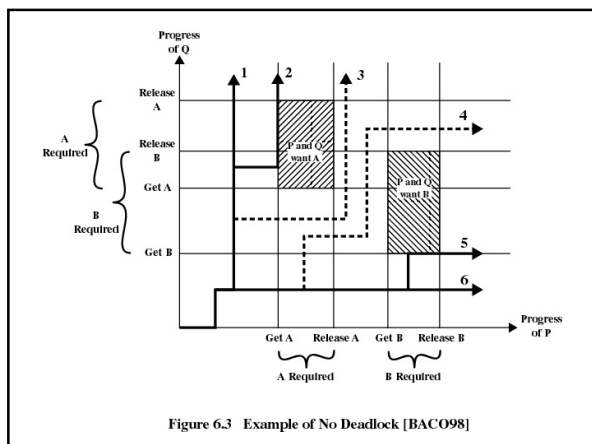 Progress
of Q
1
2
3
4
5
6
Release
A
A
Required
Release
B
P and Q
want A
P and Q
want B
Get A
B
Required
Get B
Get A
Release A
Get B
Release B
Progress
of P
A Required
B Required
Figure 6.3 Example of No Deadlock [BACO98]